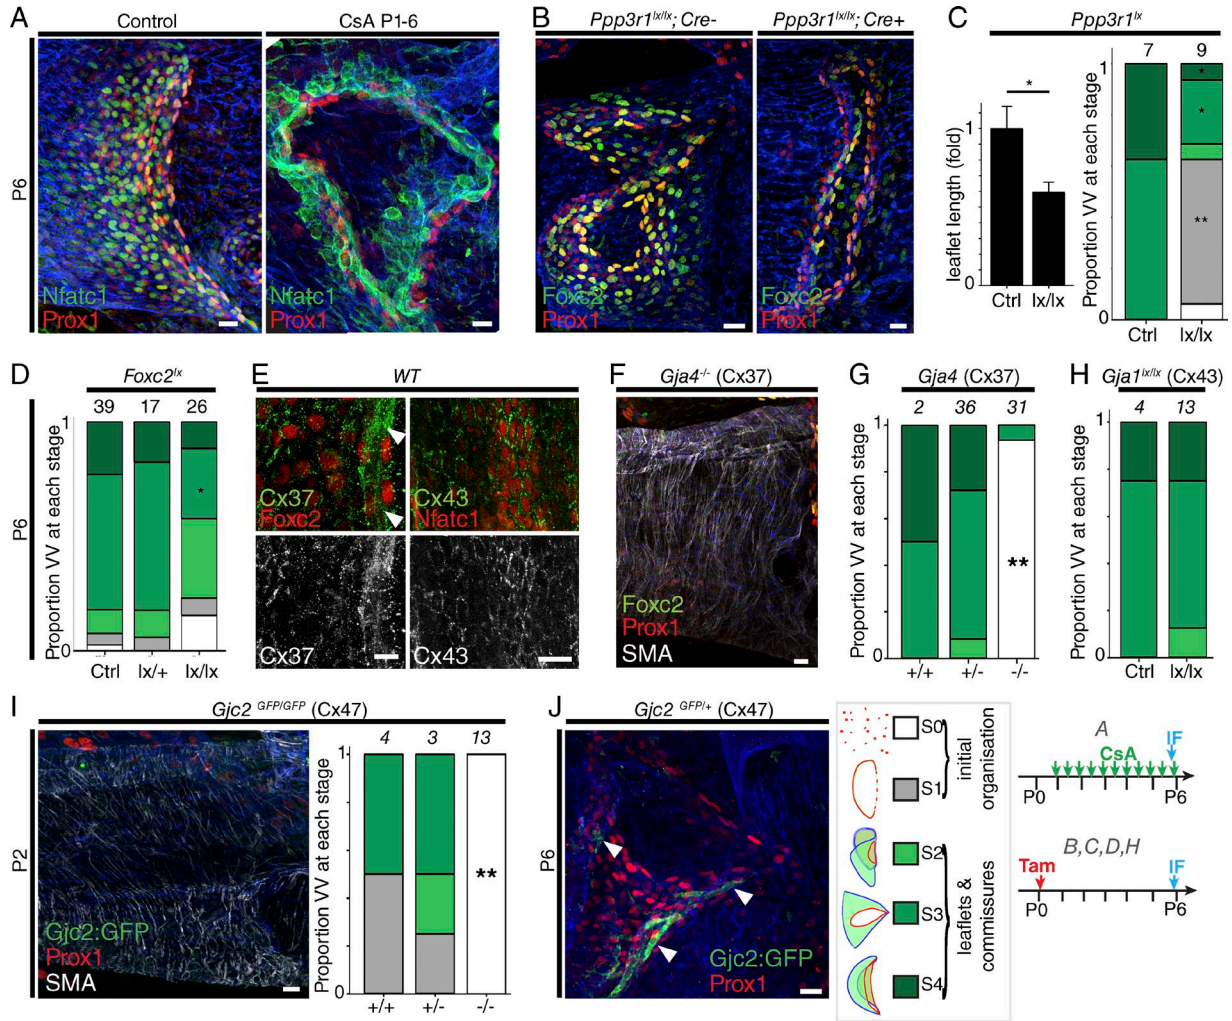 A
Control
CsA P1-6
P6
Nfatc1
Prox1
Nfatc1
Prox1
B
Ppp3r1lx/lx; Cre-
Ppp3r1lx/lx; Cre+
Foxc2
Prox1
Foxc2
Prox1
C
Ppp3r1lx
7
9
leaflet length (fold)
1
0
*
Ctrl
lx/lx
Proportion VV at each stage
1
0
*
*
**
Ctrl
lx/lx
D
Foxc2lx
P6
39
17
26
Proportion VV at each stage
1
0
*
Ctrl
lx/+
lx/lx
E
WT
Cx37
Foxc2
Cx43
Nfatc1
Cx37
Cx43
F
Gja4-/- (Cx37)
Foxc2
Prox1
SMA
G
Gja4 (Cx37)
2
36
31
Proportion VV at each stage
1
0
**
+/+
+/-
-/-
H
Gja1lx/lx (Cx43)
4
13
Proportion VV at each stage
1
0
Ctrl
lx/lx
I
Gjc2 GFP/GFP (Cx47)
P2
Gjc2:GFP
Prox1
SMA
4
3
13
Proportion VV at each stage
1
0
**
+/+
+/-
-/-
J
Gjc2 GFP/+ (Cx47)
P6
Gjc2:GFP
Prox1
S0
S1
initial
organisation
S2
S3
S4
leaflets &
commissures
A
CsA
IF
P0
P6
B,C,D,H
Tam
IF
P0
P6